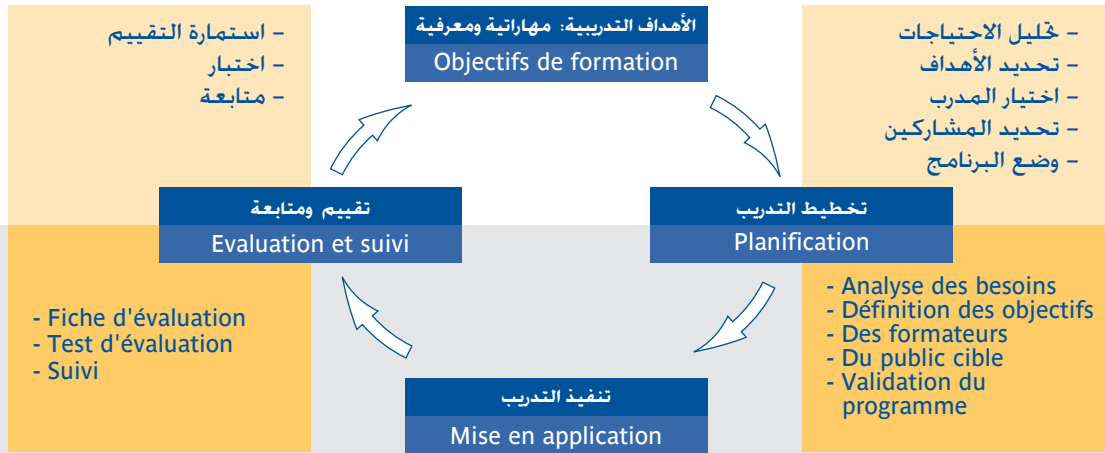 الأهداف التدريبية: مهاراتية ومعرفية
Objectifs de formation
– تحليل الاحتياجات
– تحديد الأهداف
– اختيار المدرب
– تحديد المشاركين
– وضع البرنامج
– استمارة التقييم
– اختبار
– متابعة
تخطيط التدريب
Planification
تقييم ومتابعة
Evaluation et suivi
- Analyse des besoins
- Définition des objectifs
- Des formateurs
- Du public cible
- Validation du
programme
- Fiche d'évaluation
- Test d'évaluation
- Suivi
تنفيذ التدريب
Mise en application